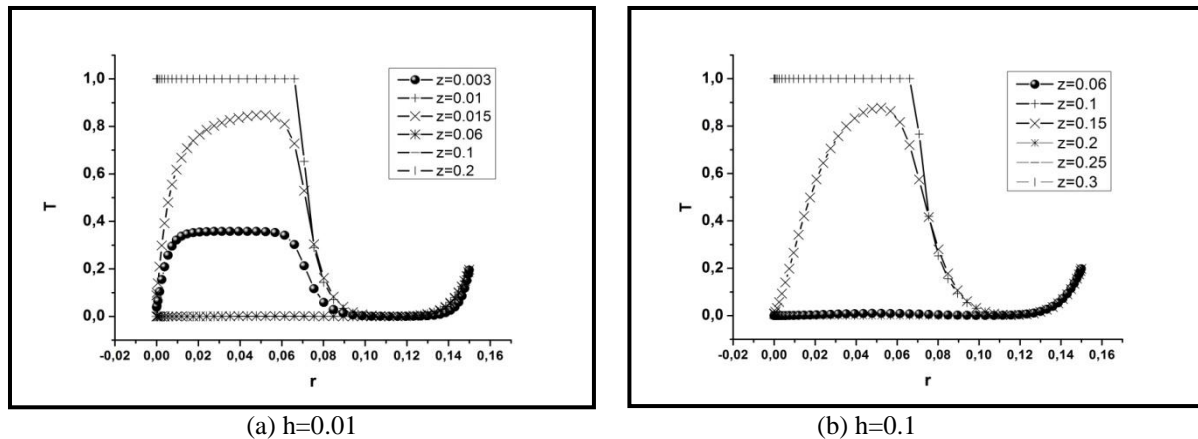 T
1,0
0,8
0,6
0,4
0,2
0,0
-0,02 0,00 0,02 0,04 0,06 0,08 0,10 0,12 0,14 0,16
r
z=0.003
z=0.01
z=0.015
z=0.06
z=0.1
z=0.2
(a) h=0.01
T
1,0
0,8
0,6
0,4
0,2
0,0
-0,02 0,00 0,02 0,04 0,06 0,08 0,10 0,12 0,14 0,16
r
z=0.06
z=0.1
z=0.15
z=0.2
z=0.25
z=0.3
(b) h=0.1